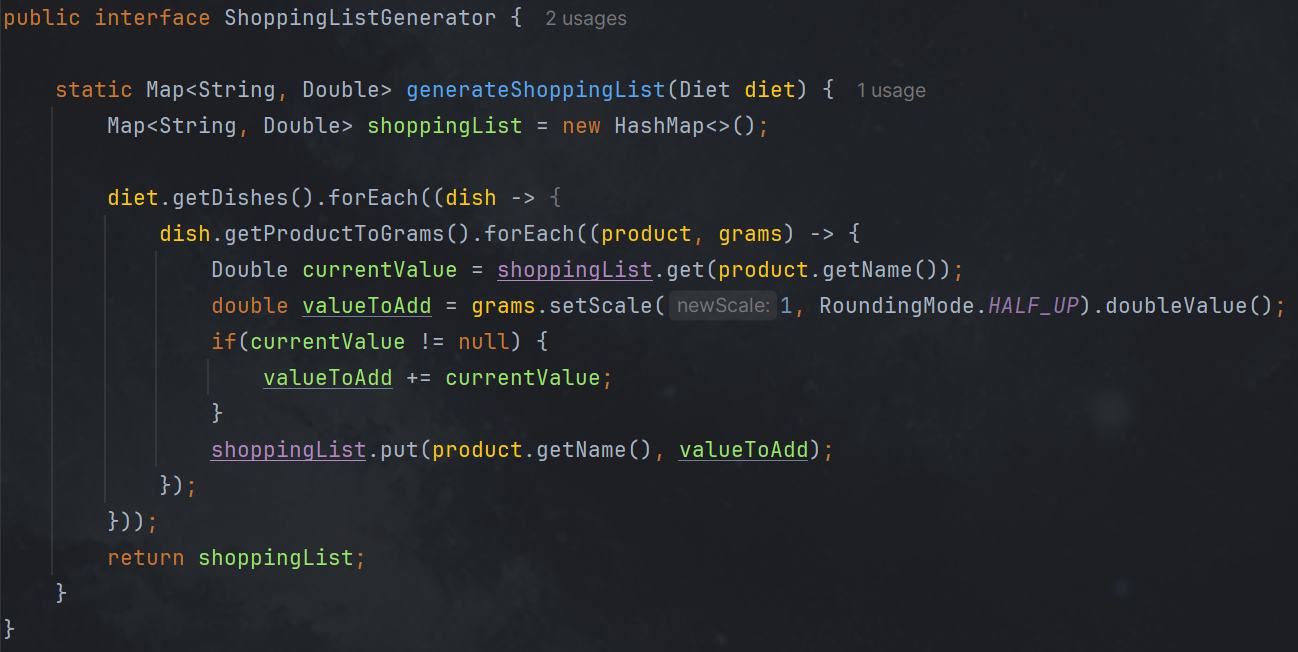 public interface ShoppingListGenerator {  2 usages
static Map<String, Double> generateShoppingList(Diet diet) {  1 usage
Map<String, Double> shoppingList = new HashMap<>();
diet.getDishes().forEach((dish -> {
dish.getProductToGrams().forEach((product, grams) -> {
Double currentValue = shoppingList.get(product.getName());
double valueToAdd = grams.setScale( newScale: 1, RoundingMode.HALF_UP).doubleValue();
if(currentValue != null) {
valueToAdd += currentValue;
}
shoppingList.put(product.getName(), valueToAdd);
});
}));
return shoppingList;
}
}